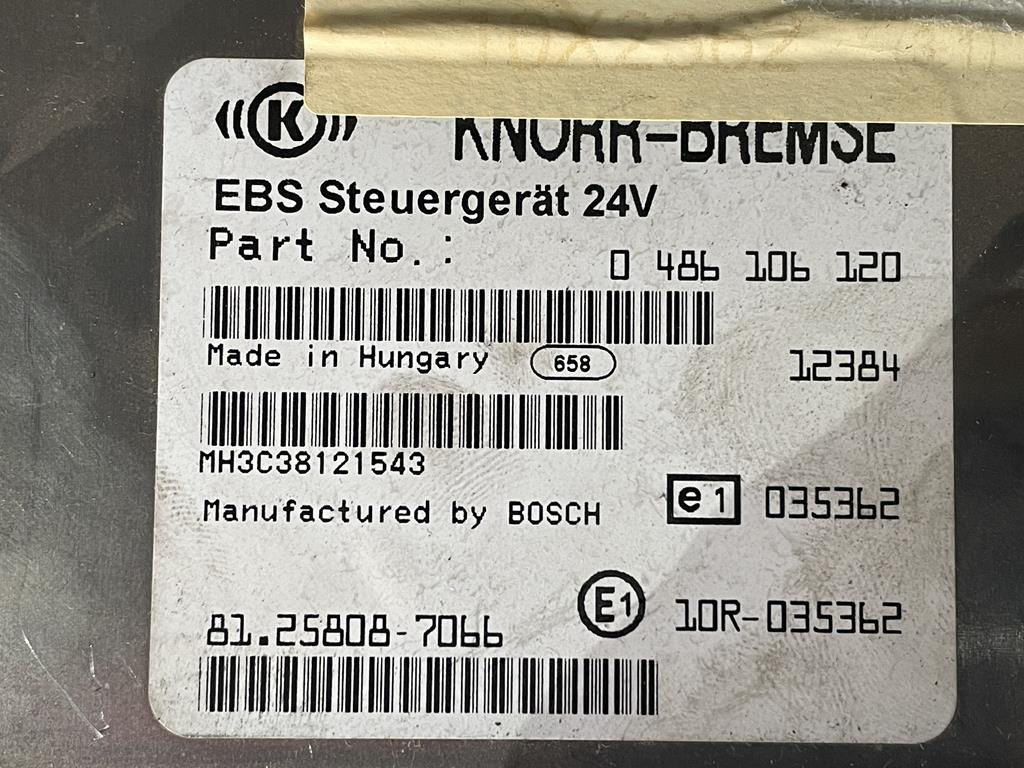 K KNORR-BREMSE
EBS Steuergerät 24V
Part No.: 0 486 106 120
Made in Hungary 658 12384
MH3C38121543
Manufactured by BOSCH e1 035362
81.25808-7066 E1 10R-035362